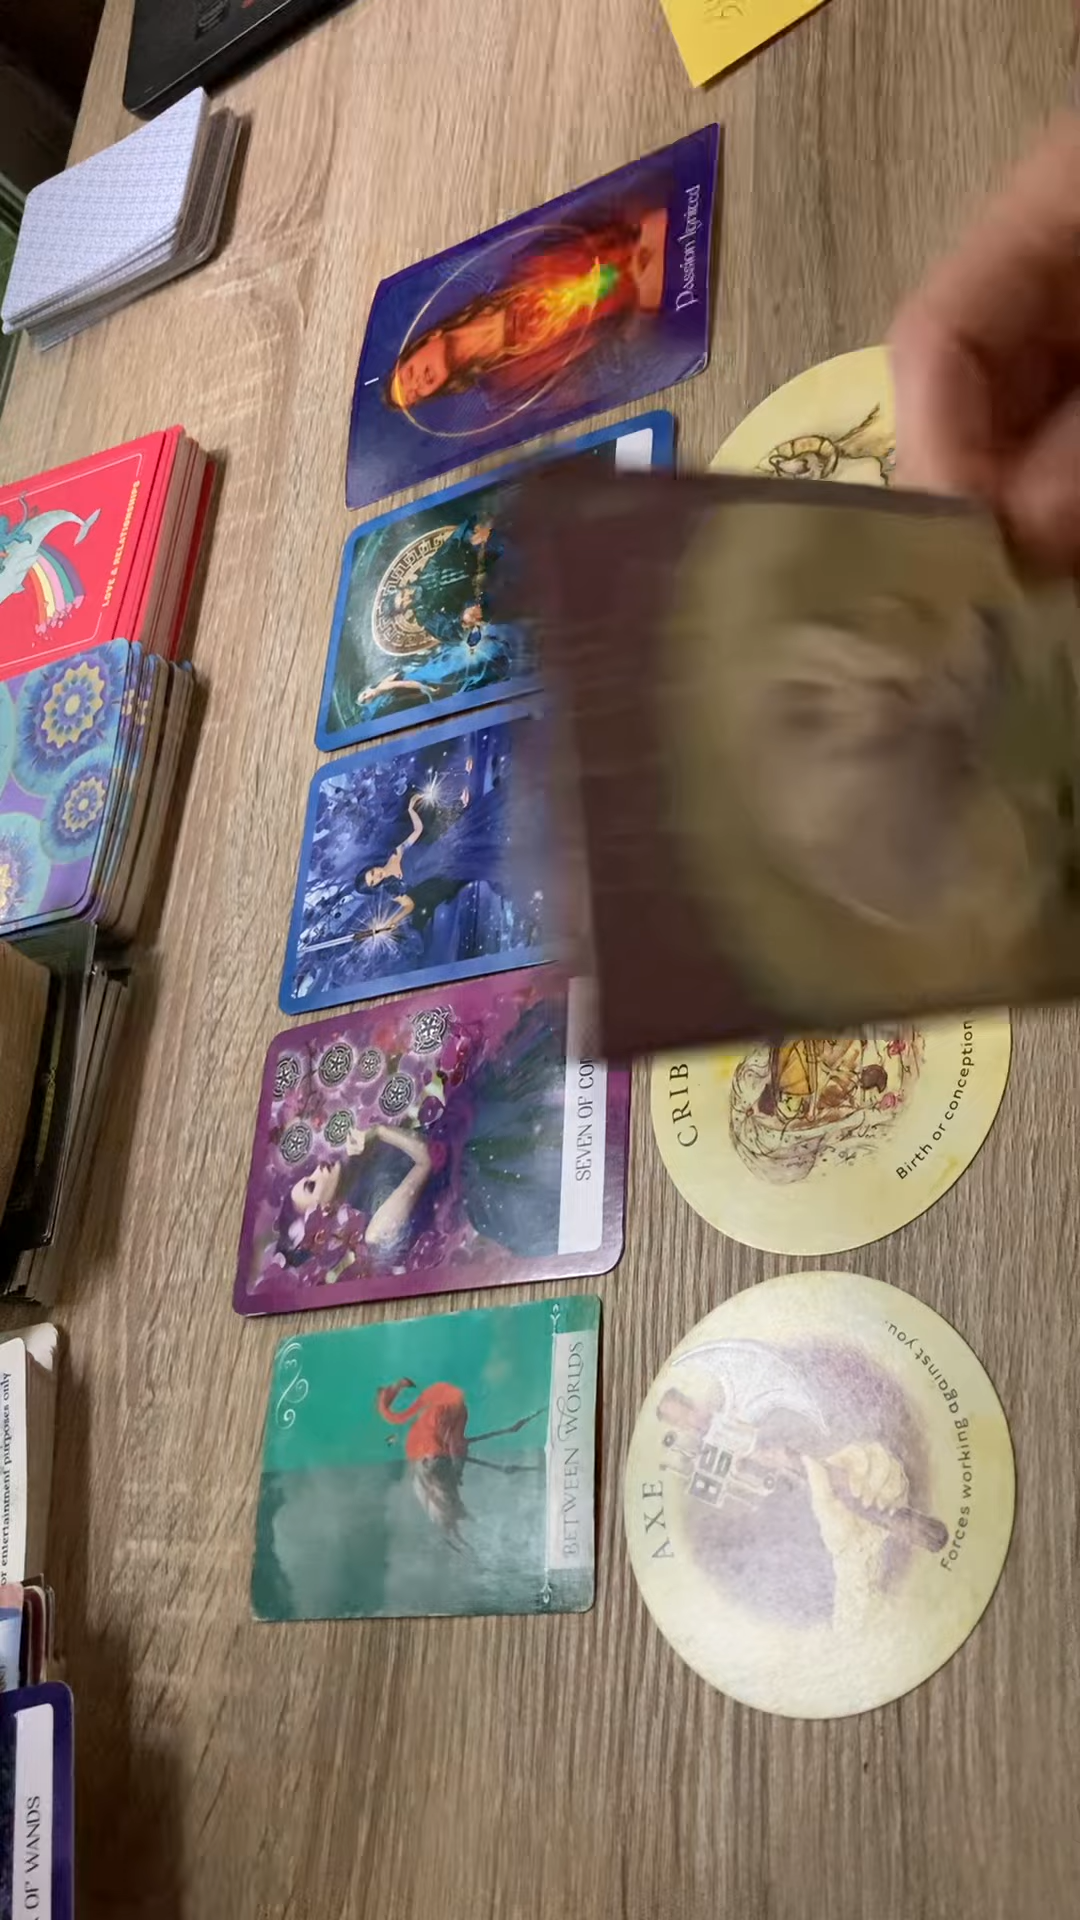 Passion Ignited
1
LOVE & RELATIONSHIPS
SEVEN OF
CRIB
Birth or conception
3
BETWEEN WORLDS
AXE
Forces working against you.
entertainment purposes only
OF WANDS